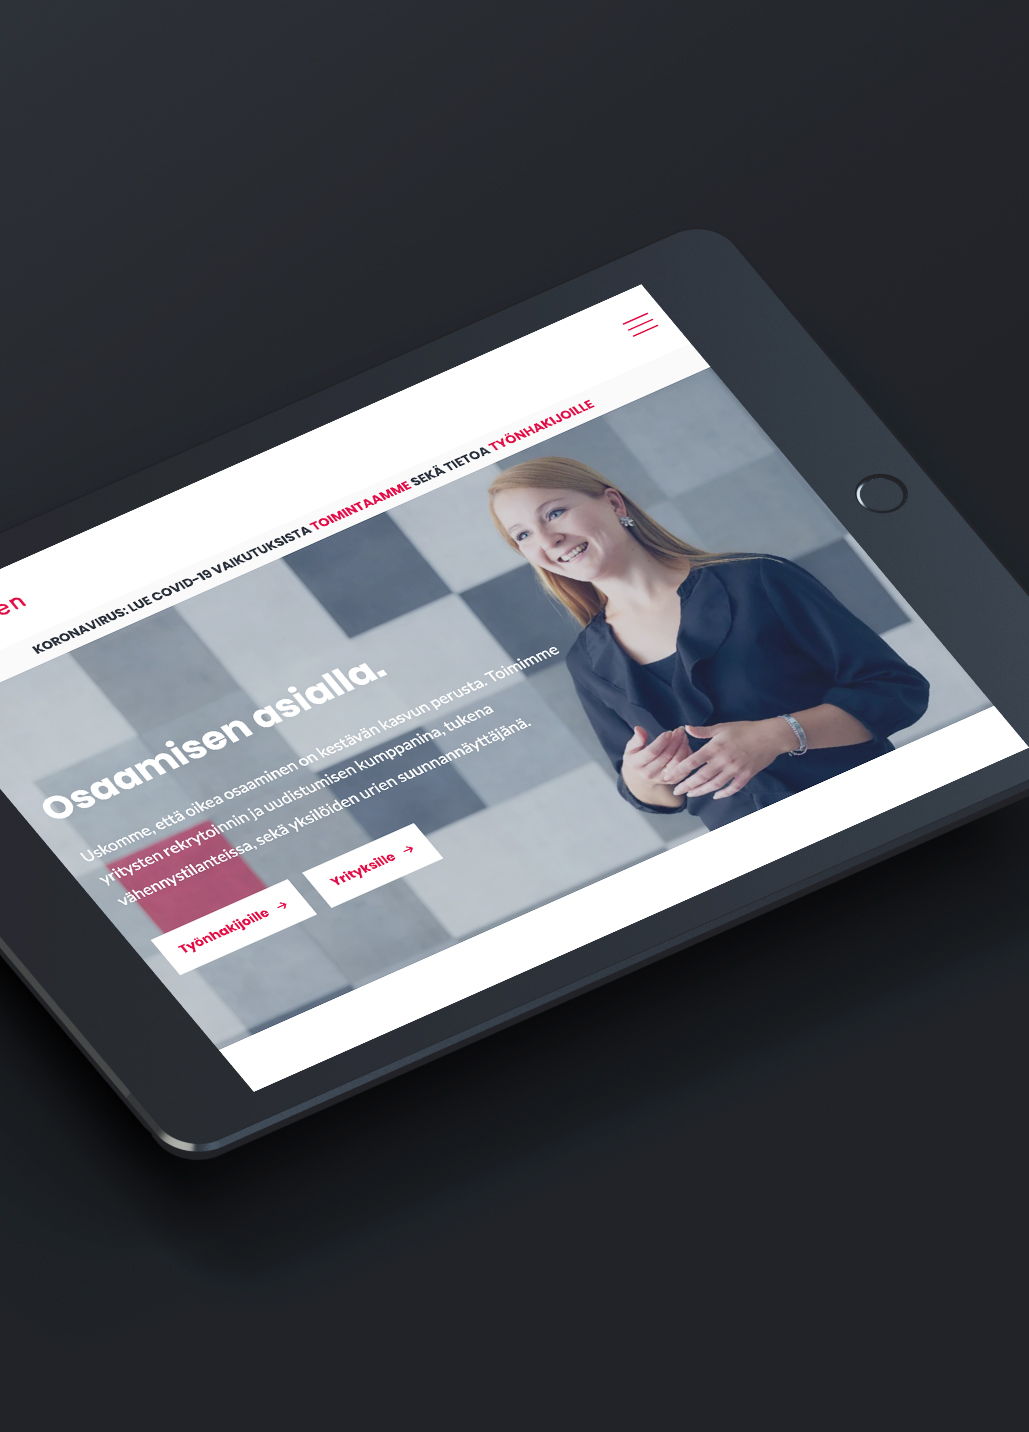 en
KORONAVIRUS: LUE COVID-19 VAIKUTUKSISTA TOIMINTAAMME SEKÄ TIETOA TYÖNHAKIJOILLE
Osaamisen asialla.
Uskomme, että oikea osaaminen on kestävän kasvun perusta. Toimimme
yritysten rekrytoinnin ja uudistumisen kumppanina, tukena
vähennystilanteissa, sekä yksilöiden urien suunnannäyttäjänä.
Työnhakijoille →
Yrityksille →